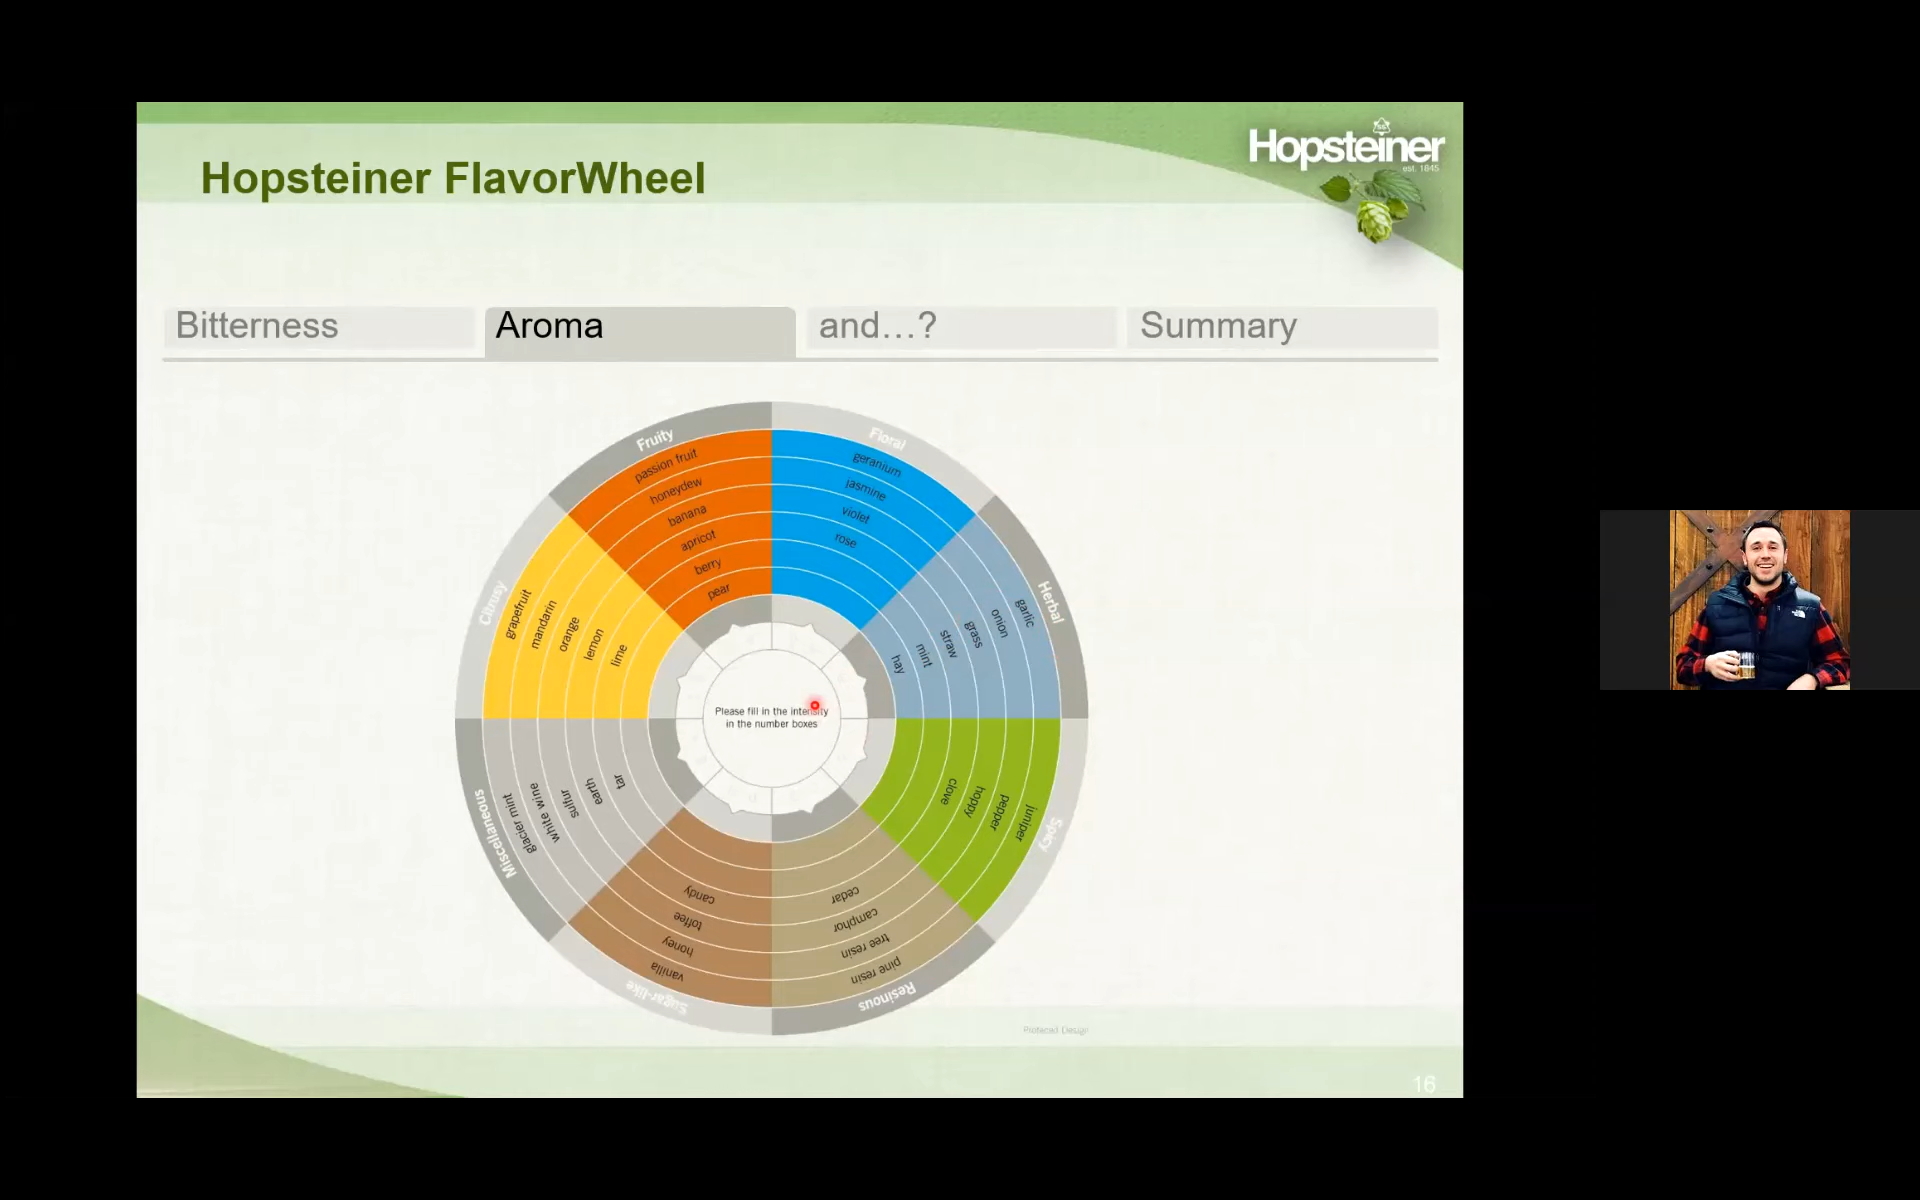 Hopsteiner
est. 1845
Hopsteiner FlavorWheel
Bitterness
Aroma
and...?
Summary
Fruity
passion fruit
honeydew
banana
apricot
berry
pear
Floral
geranium
jasmine
violet
rose
Herbal
garlic
onion
grass
straw
mint
hay
Spicy
juniper
pepper
hoppy
clove
Resinous
pine resin
tree resin
camphor
cedar
Sugar-like
vanilla
honey
toffee
candy
Miscellaneous
glacier mint
white wine
sulfur
earth
tar
Citrusy
grapefruit
mandarin
orange
lemon
lime
Please fill in the intensity
in the number boxes
Protected Design
16